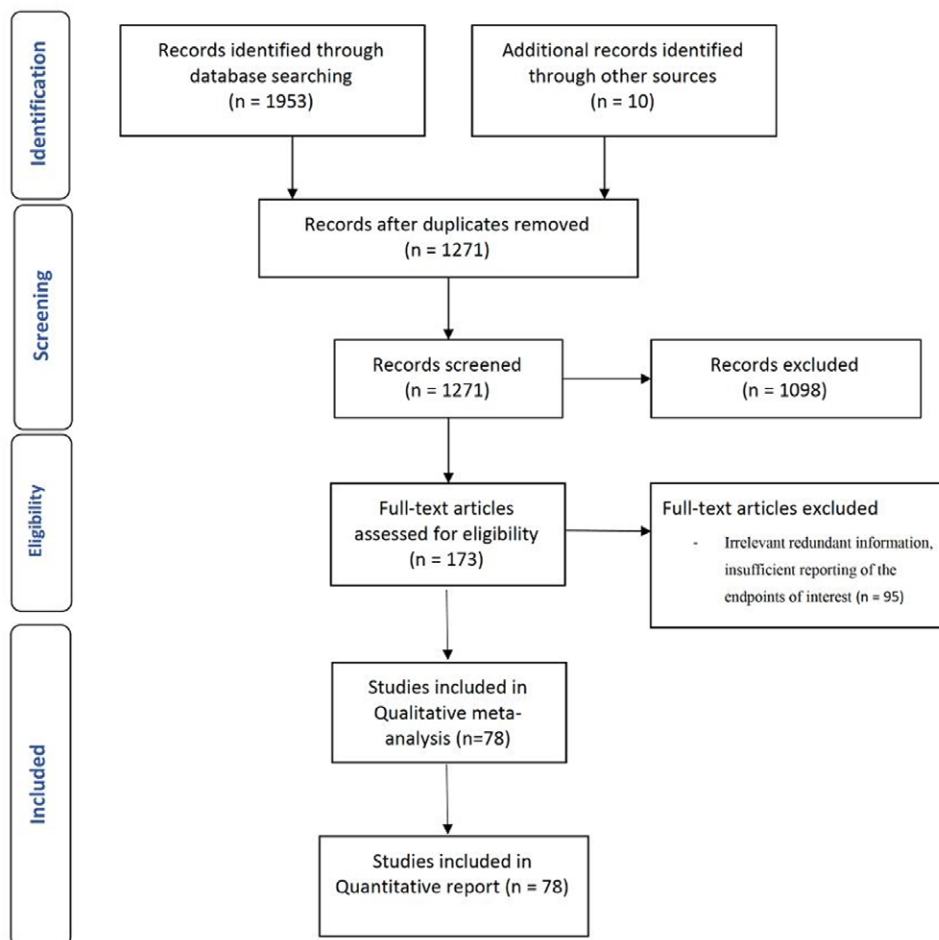 Identification
Records identified through
database searching
(n = 1953)
Additional records identified
through other sources
(n = 10)
Screening
Records after duplicates removed
(n = 1271)
Records screened
(n = 1271)
Records excluded
(n = 1098)
Eligibility
Full-text articles
assessed for eligibility
(n = 173)
Full-text articles excluded
- Irrelevant redundant information,
insufficient reporting of the
endpoints of interest (n = 95)
Included
Studies included in
Qualitative meta-
analysis (n=78)
Studies included in
Quantitative report (n = 78)